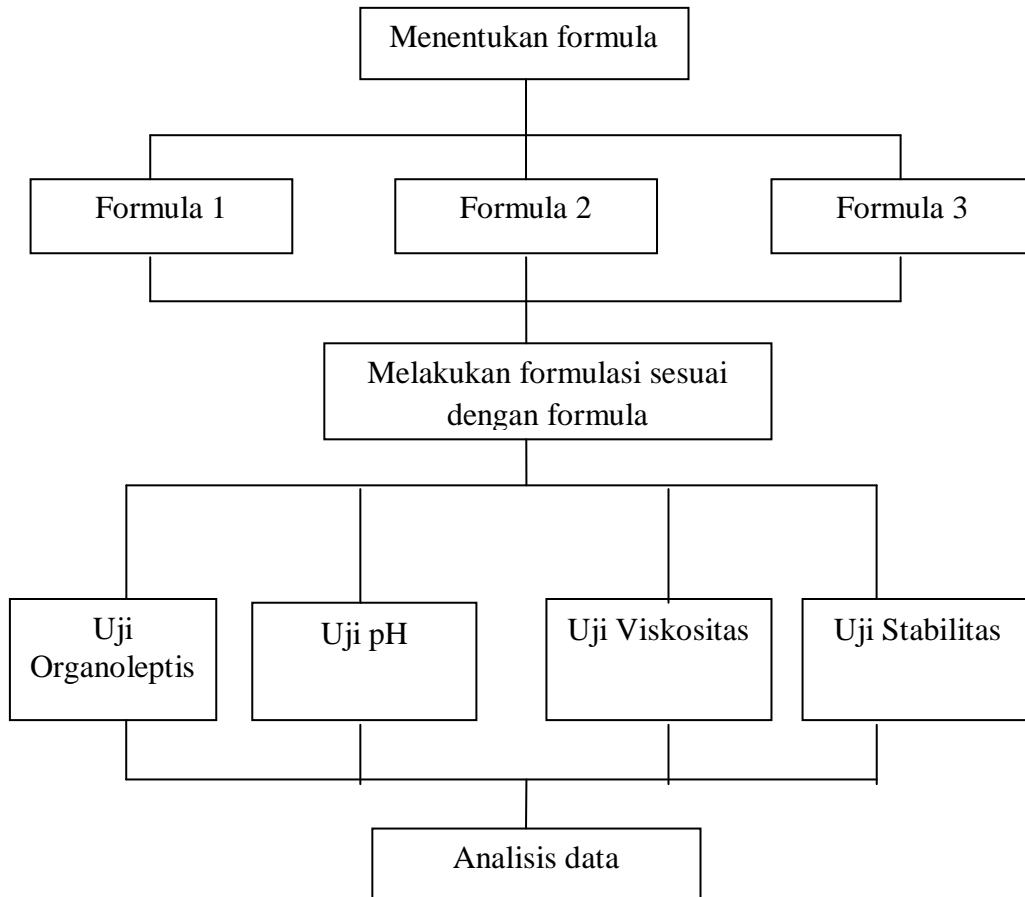 Menentukan formula
Formula 1
Formula 2
Formula 3
Melakukan formulasi sesuai
dengan formula
Uji
Organoleptis
Uji pH
Uji Viskositas
Uji Stabilitas
Analisis data